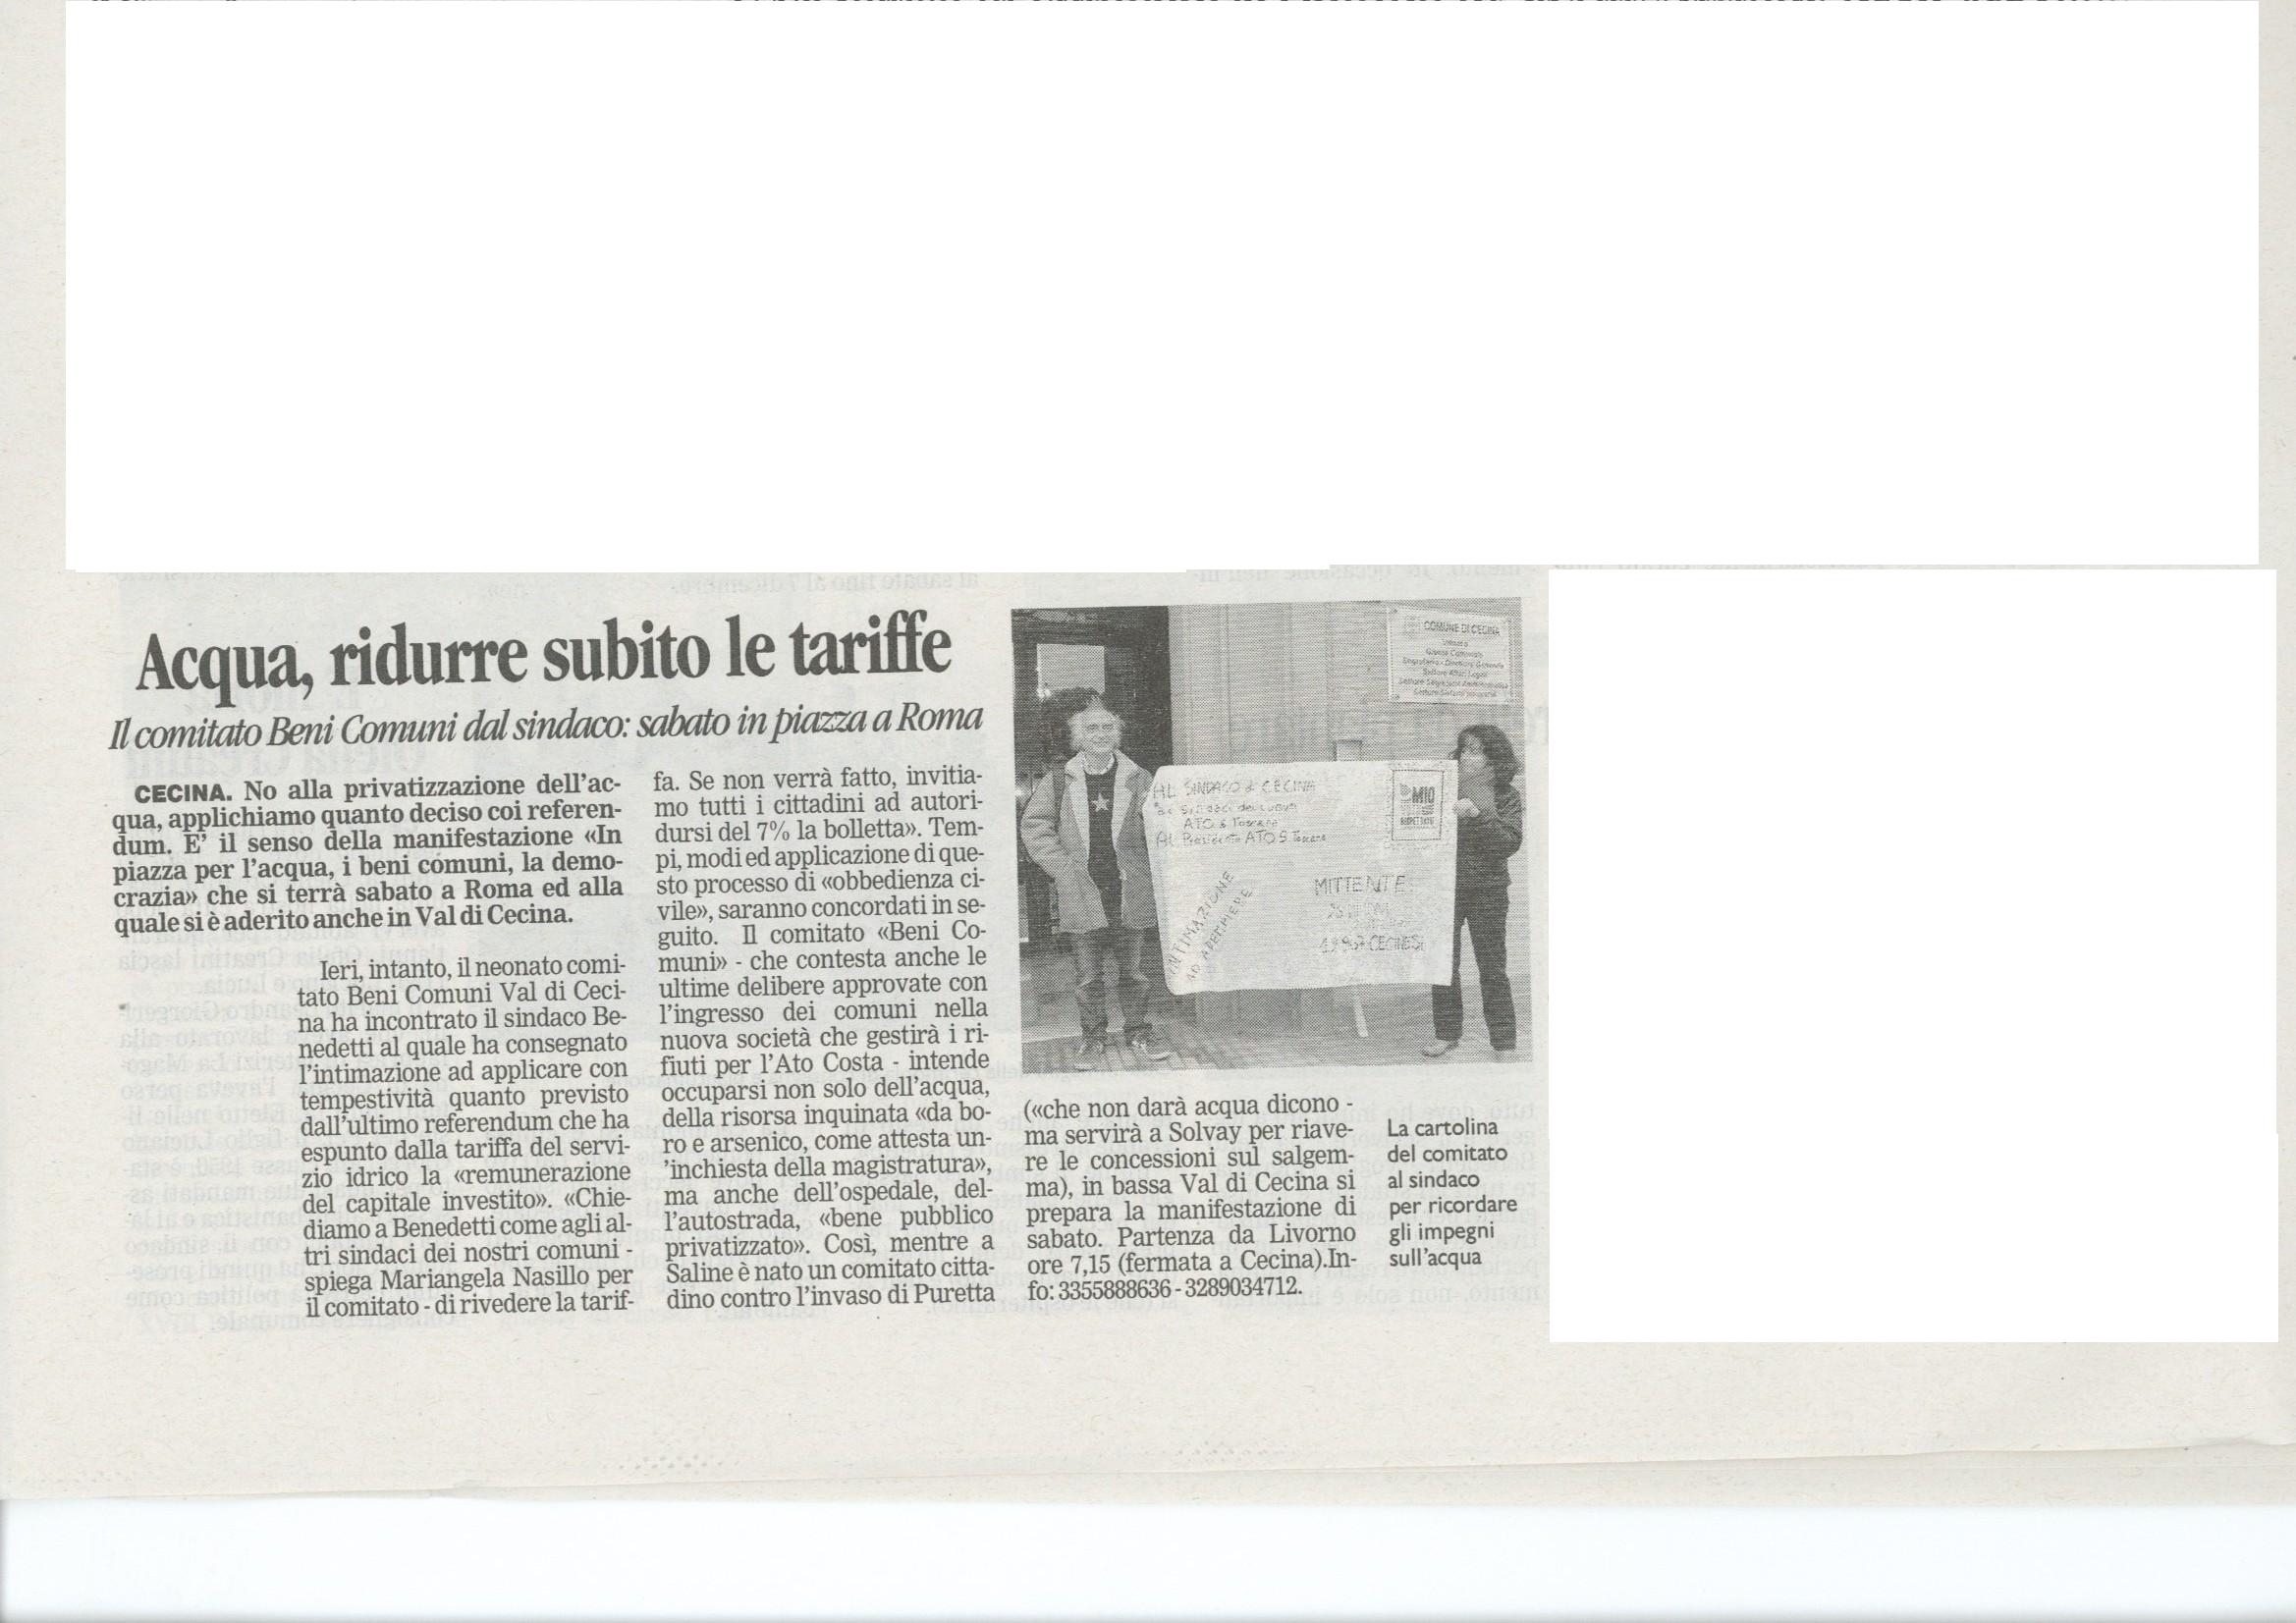 Acqua, ridurre subito le tariffe
Il comitato Beni Comuni dal sindaco: sabato in piazza a Roma
CECINA. No alla privatizzazione dell'ac-
qua, applichiamo quanto deciso coi referen-
dum. E' il senso della manifestazione «In
piazza per l'acqua, i beni comuni, la demo-
crazia» che si terrà sabato a Roma ed alla
quale si è aderito anche in Val di Cecina.
Ieri, intanto, il neonato comi-
tato Beni Comuni Val di Ceci-
na ha incontrato il sindaco Be-
nedetti al quale ha consegnato
l'intimazione ad applicare con
tempestività quanto previsto
dall'ultimo referendum che ha
espunto dalla tariffa del servi-
zio idrico la «remunerazione
del capitale investito». «Chie-
diamo a Benedetti come agli al-
tri sindaci dei nostri comuni -
spiega Mariangela Nasillo per
il comitato - di rivedere la tarif-
fa. Se non verrà fatto, invitia-
mo tutti i cittadini ad autori-
dursi del 7% la bolletta». Tem-
pi, modi ed applicazione di que-
sto processo di «obbedienza ci-
vile», saranno concordati in se-
guito. Il comitato «Beni Co-
muni» - che contesta anche le
ultime delibere approvate con
l'ingresso dei comuni nella
nuova società che gestirà i ri-
fiuti per l'Ato Costa - intende
occuparsi non solo dell'acqua,
della risorsa inquinata «da bo-
ro e arsenico, come attesta un-
'inchiesta della magistratura»,
ma anche dell'ospedale, del-
l'autostrada, «bene pubblico
privatizzato». Così, mentre a
Saline è nato un comitato citta-
dino contro l'invaso di Puretta
(«che non darà acqua dicono -
ma servirà a Solvay per riave-
re le concessioni sul salgem-
ma), in bassa Val di Cecina si
prepara la manifestazione di
sabato. Partenza da Livorno
ore 7,15 (fermata a Cecina).In-
fo: 3355888636 - 3289034712.
COMUNE DI CECINA
AL SINDACO di CECINA
ATO 5 Toscana
AL Presidente ATO 5 Toscana
MIO
INTIMAZIONE
AD ADEMPIERE
MITTENTE
CECINESI
La cartolina
del comitato
al sindaco
per ricordare
gli impegni
sull'acqua